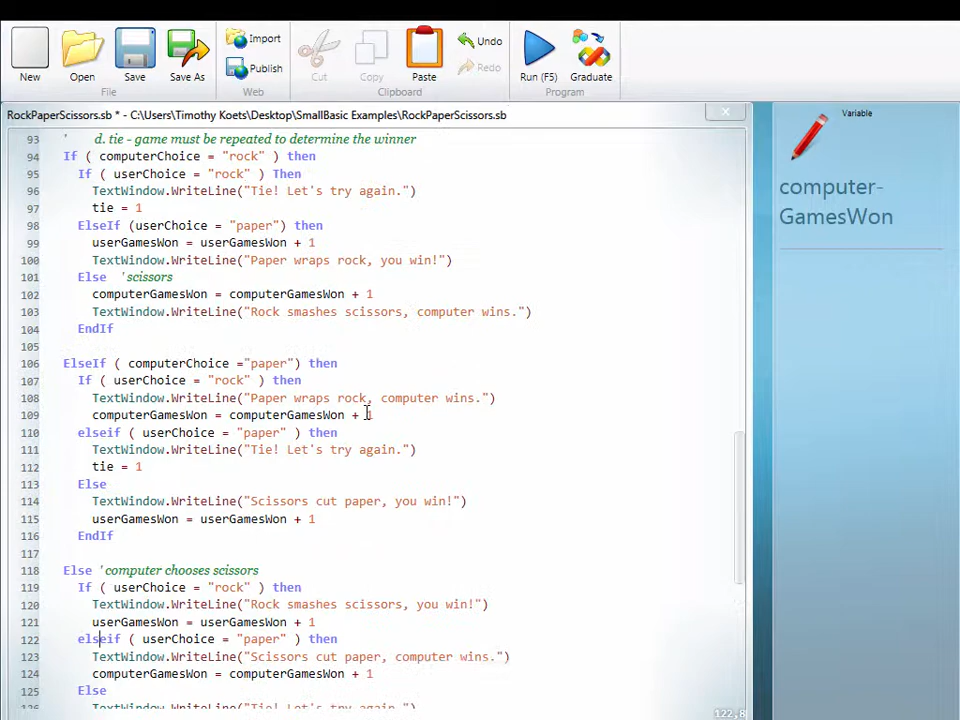 New
Open
Save
Save As
File
Import
Publish
Web
Cut
Copy
Paste
Undo
Redo
Clipboard
Run (F5)
Graduate
Program
RockPaperScissors.sb * - C:\Users\Timothy Koets\Desktop\SmallBasic Examples\RockPaperScissors.sb
Variable
computer-
GamesWon
93 ' d. tie - game must be repeated to determine the winner
94 If ( computerChoice = "rock" ) then
95 If ( userChoice = "rock" ) Then
96 TextWindow.WriteLine("Tie! Let's try again.")
97 tie = 1
98 ElseIf (userChoice = "paper") then
99 userGamesWon = userGamesWon + 1
100 TextWindow.WriteLine("Paper wraps rock, you win!")
101 Else 'scissors
102 computerGamesWon = computerGamesWon + 1
103 TextWindow.WriteLine("Rock smashes scissors, computer wins.")
104 EndIf
105
106 ElseIf ( computerChoice ="paper") then
107 If ( userChoice = "rock" ) then
108 TextWindow.WriteLine("Paper wraps rock, computer wins.")
109 computerGamesWon = computerGamesWon + 1
110 elseif ( userChoice = "paper" ) then
111 TextWindow.WriteLine("Tie! Let's try again.")
112 tie = 1
113 Else
114 TextWindow.WriteLine("Scissors cut paper, you win!")
115 userGamesWon = userGamesWon + 1
116 EndIf
117
118 Else ' computer chooses scissors
119 If ( userChoice = "rock" ) then
120 TextWindow.WriteLine("Rock smashes scissors, you win!")
121 userGamesWon = userGamesWon + 1
122 elseif ( userChoice = "paper" ) then
123 TextWindow.WriteLine("Scissors cut paper, computer wins.")
124 computerGamesWon = computerGamesWon + 1
125 Else
126 TextWindow.WriteLine("Tie! Let's try again.")